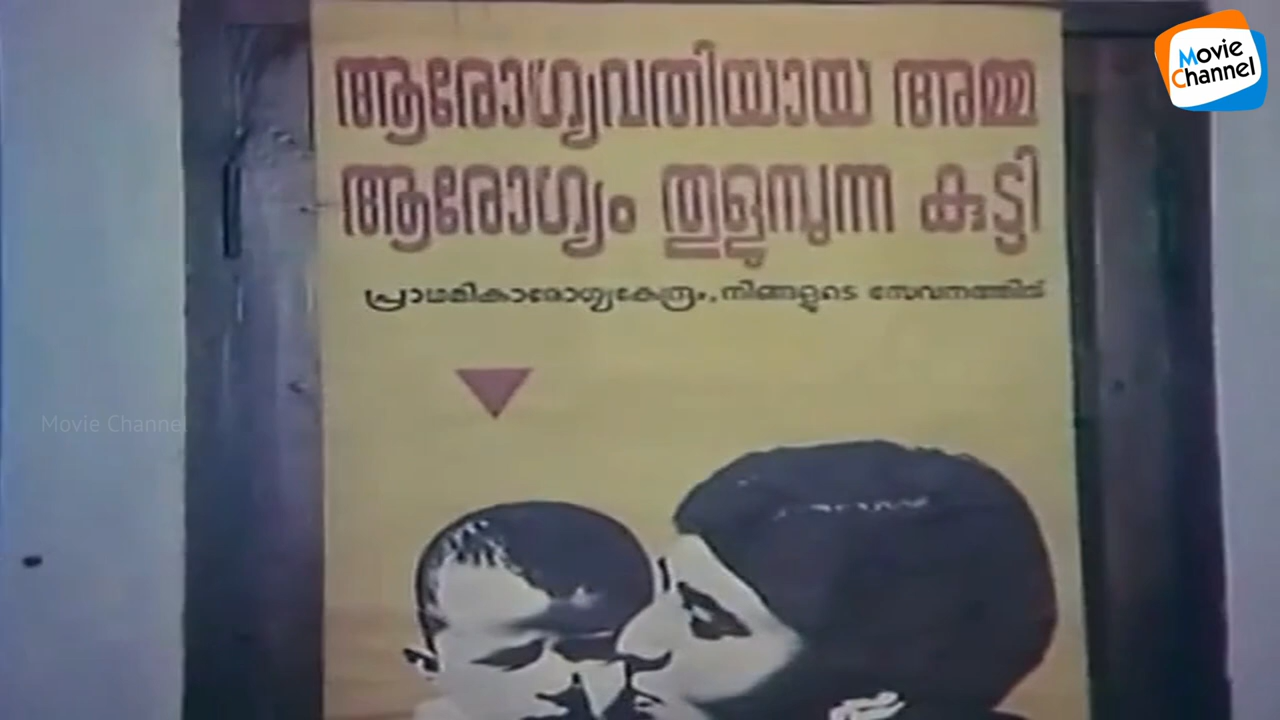 Movie
Channel
ആരോഗ്യവതിയായ അമ്മ
ആരോഗ്യം തുളുമ്പുന്ന കുട്ടി
പ്രാഥമികാരോഗ്യകേന്ദ്രം, നിങ്ങളുടെ സേവനത്തിന്
Movie Channel